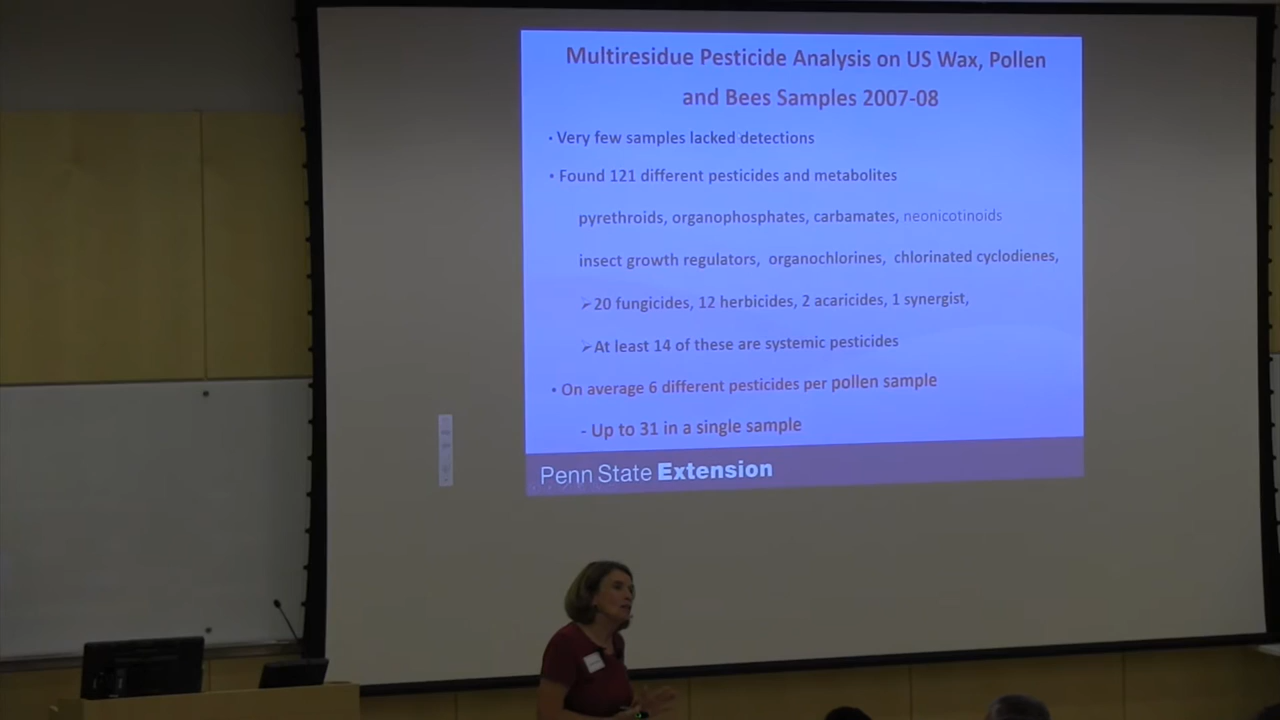 Multiresidue Pesticide Analysis on US Wax, Pollen
and Bees Samples 2007-08
• Very few samples lacked detections
• Found 121 different pesticides and metabolites
pyrethroids, organophosphates, carbamates, neonicotinoids
insect growth regulators, organochlorines, chlorinated cyclodienes,
➢20 fungicides, 12 herbicides, 2 acaricides, 1 synergist,
➢At least 14 of these are systemic pesticides
• On average 6 different pesticides per pollen sample
- Up to 31 in a single sample
Penn State Extension